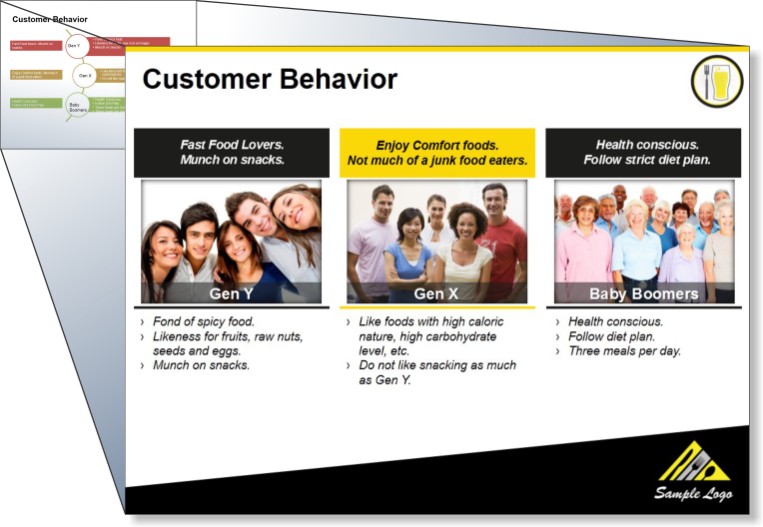 Customer Behavior
Gen Y
Gen X
Baby
Boomers
Customer Behavior
Fast Food Lovers.
Munch on snacks.
Enjoy Comfort foods.
Not much of a junk food eaters.
Health conscious.
Follow strict diet plan.
Gen Y
Gen X
Baby Boomers
› Fond of spicy food.
› Likeness for fruits, raw nuts,
seeds and eggs.
› Munch on snacks.
› Like foods with high caloric
nature, high carbohydrate
level, etc.
› Do not like snacking as much
as Gen Y.
› Health conscious.
› Follow diet plan.
› Three meals per day.
Sample Logo